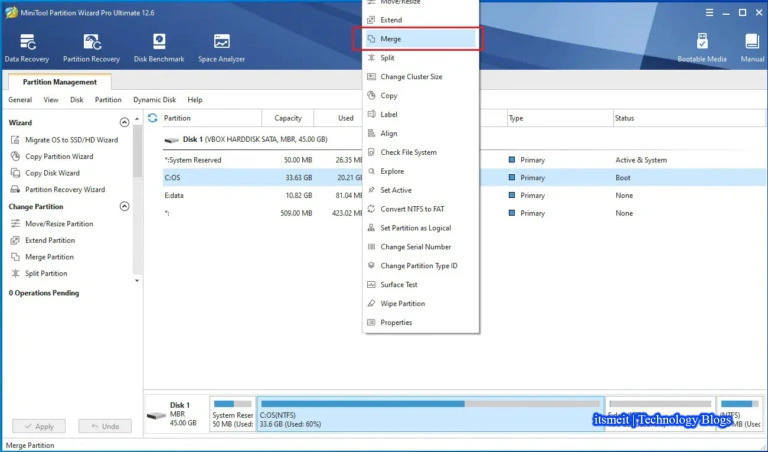 MiniTool Partition Wizard Pro Ultimate 12.6
Data Recovery
Partition Recovery
Disk Benchmark
Space Analyzer
Bootable Media
Manual
Partition Management
General View Disk Partition Dynamic Disk Help
Wizard
Migrate OS to SSD/HD Wizard
Copy Partition Wizard
Copy Disk Wizard
Partition Recovery Wizard
Change Partition
Move/Resize Partition
Extend Partition
Merge Partition
Split Partition
0 Operations Pending
Apply
Undo
Partition Capacity Used Type Status
Disk 1 (VBOX HARDDISK SATA, MBR, 45.00 GB)
*:System Reserved 50.00 MB 26.35 M Primary Active & System
C:OS 33.63 GB 20.21 G Primary Boot
E:data 10.82 GB 81.04 M Primary None
*: 509.00 MB 423.02 M Primary None
Move/Resize
Extend
Merge
Split
Change Cluster Size
Copy
Label
Align
Check File System
Explore
Set Active
Convert NTFS to FAT
Set Partition as Logical
Change Serial Number
Change Partition Type ID
Surface Test
Wipe Partition
Properties
Disk 1
MBR
45.00 GB
System Reser
50 MB (Used:
C:OS(NTFS)
33.6 GB (Used: 60%)
(NTFS)
itsmeit | Technology Blogs
Merge Partition